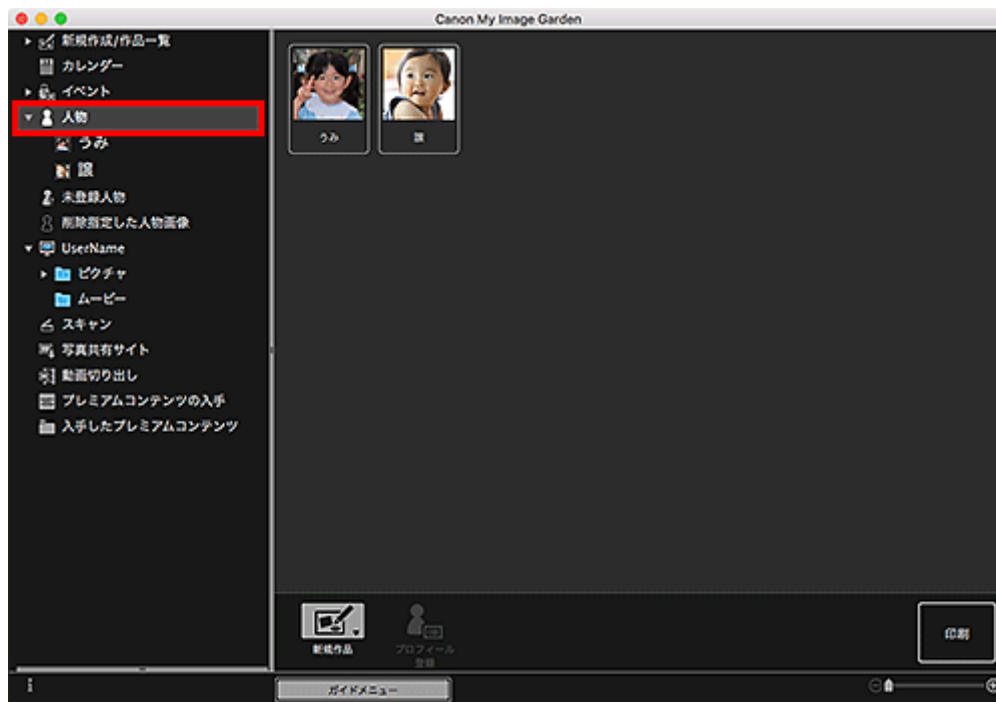 Canon My Image Garden
新規作成/作品一覧
カレンダー
イベント
人物
うみ
譲
未登録人物
削除指定した人物画像
UserName
ピクチャ
ムービー
スキャン
写真共有サイト
動画切り出し
プレミアムコンテンツの入手
入手したプレミアムコンテンツ
うみ
譲
新規作品
プロフィール
登録
印刷
ガイドメニュー